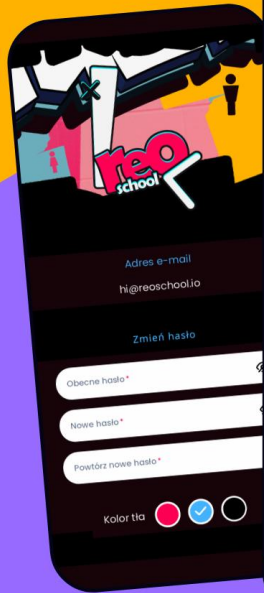 reo
school
Adres e-mail
hi@reoschool.io
Zmień hasło
Obecne hasło*
Nowe hasło*
Powtórz nowe hasło*
Kolor tła